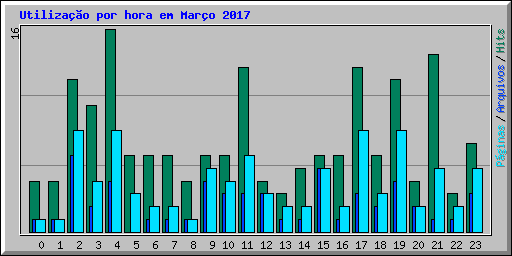 Utilização por hora em Março 2017
16
Páginas / Arquivos / Hits
0 1 2 3 4 5 6 7 8 9 10 11 12 13 14 15 16 17 18 19 20 21 22 23